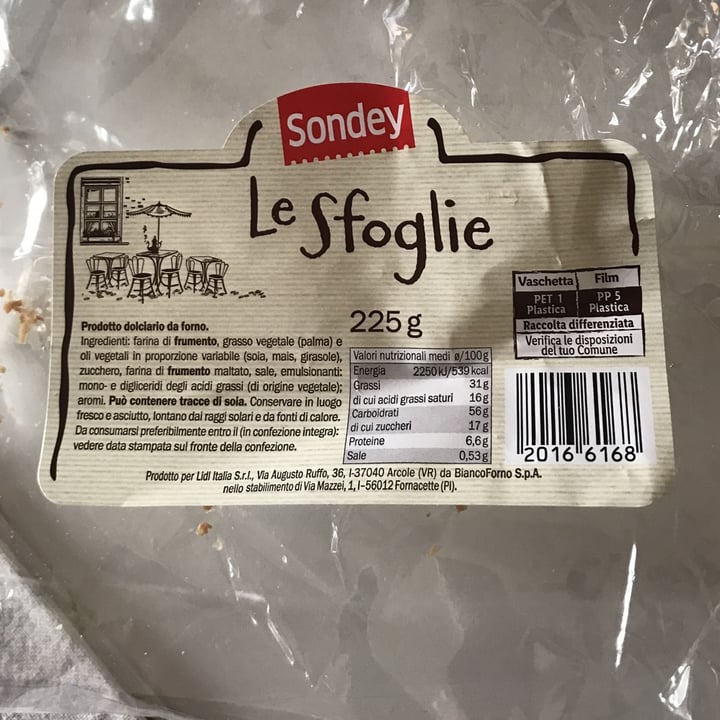 Sondey
Le Sfoglie
225g
Prodotto dolciario da forno.
Ingredienti: farina di frumento, grasso vegetale (palma) e
oli vegetali in proporzione variabile (soia, mais, girasole),
zucchero, farina di frumento maltato, sale, emulsionanti:
mono- e digliceridi degli acidi grassi (di origine vegetale);
aromi. Può contenere tracce di soia. Conservare in luogo
fresco e asciutto, lontano dai raggi solari e da fonti di calore.
Da consumarsi preferibilmente entro il (in confezione integra):
vedere data stampata sul fronte della confezione.
Valori nutrizionali medi ø/100g
Energia 2250kJ/539kcal
Grassi 31g
di cui acidi grassi saturi 16g
Carboidrati 56g
di cui zuccheri 17g
Proteine 6,6g
Sale 0,53g
Vaschetta Film
PET 1 PP 5
Plastica Plastica
Raccolta differenziata
Verifica le disposizioni
del tuo Comune
2016 6168
Prodotto per Lidl Italia S.r.l., Via Augusto Ruffo, 36, I-37040 Arcole (VR) da BiancoForno S.p.A.
nello stabilimento di Via Mazzei, 1, I-56012 Fornacette (PI).